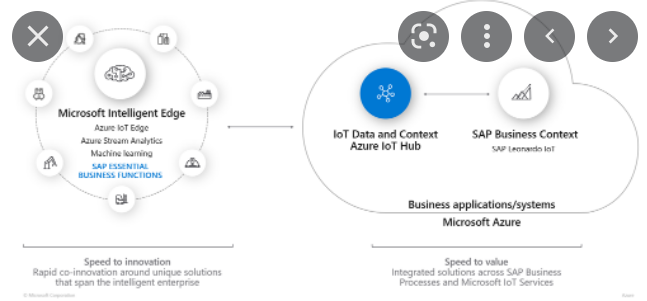 Microsoft Intelligent Edge
Azure IoT Edge
Azure Stream Analytics
Machine learning
SAP ESSENTIAL
BUSINESS FUNCTIONS
IoT Data and Context
Azure IoT Hub
SAP Business Context
SAP Leonardo IoT
Business applications/systems
Microsoft Azure
Speed to innovation
Rapid co-innovation around unique solutions
that span the intelligent enterprise
Speed to value
Integrated solutions across SAP Business
Processes and Microsoft IoT Services
© Microsoft Corporation
Azure